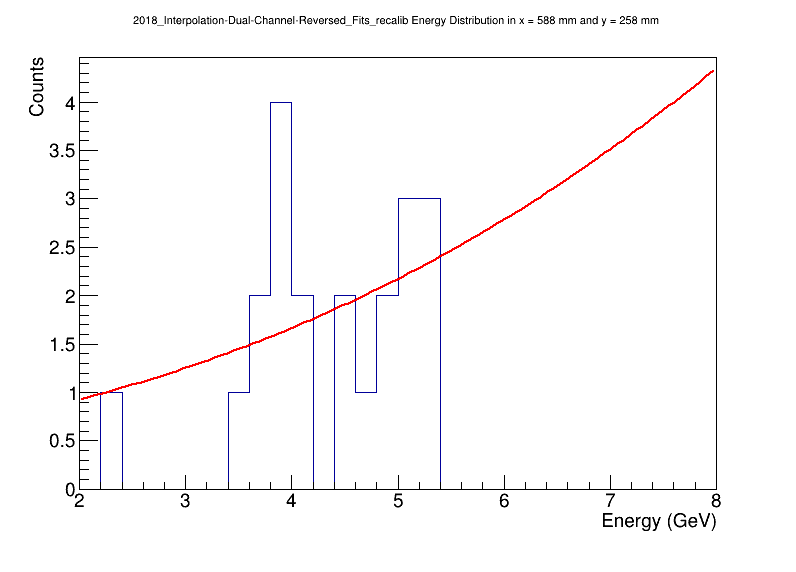 2018_Interpolation-Dual-Channel-Reversed_Fits_recalib Energy Distribution in x = 588 mm and y = 258 mm
Counts
4
3.5
3
2.5
2
1.5
1
0.5
0
2 3 4 5 6 7 8
Energy (GeV)